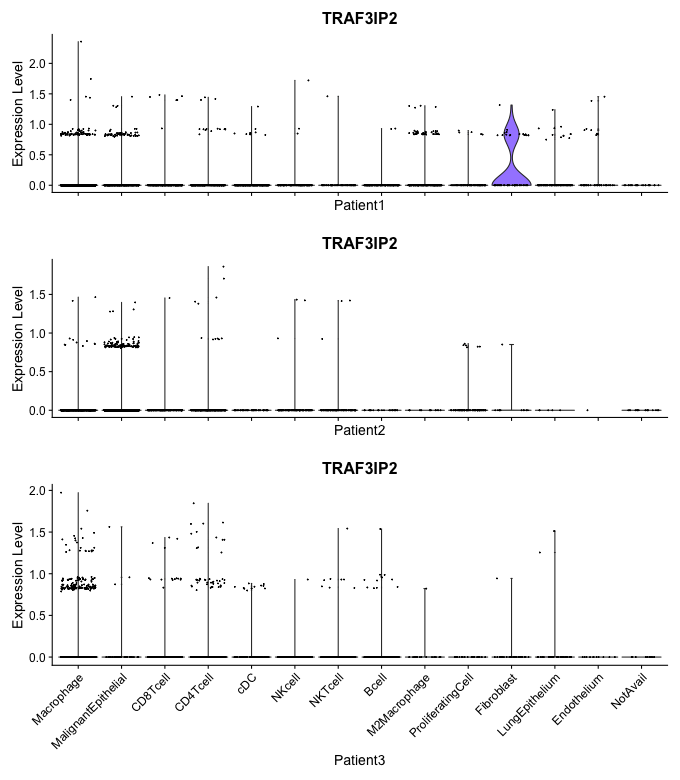 TRAF3IP2
Expression Level
2.0
1.5
1.0
0.5
0.0
Patient1
TRAF3IP2
Expression Level
1.5
1.0
0.5
0.0
Patient2
TRAF3IP2
Expression Level
2.0
1.5
1.0
0.5
0.0
Macrophage
MalignantEpithelial
CD8Tcell
CD4Tcell
cDC
NKcell
NKTcell
Bcell
M2Macrophage
ProliferatingCell
Fibroblast
LungEpithelium
Endothelium
NotAvail
Patient3